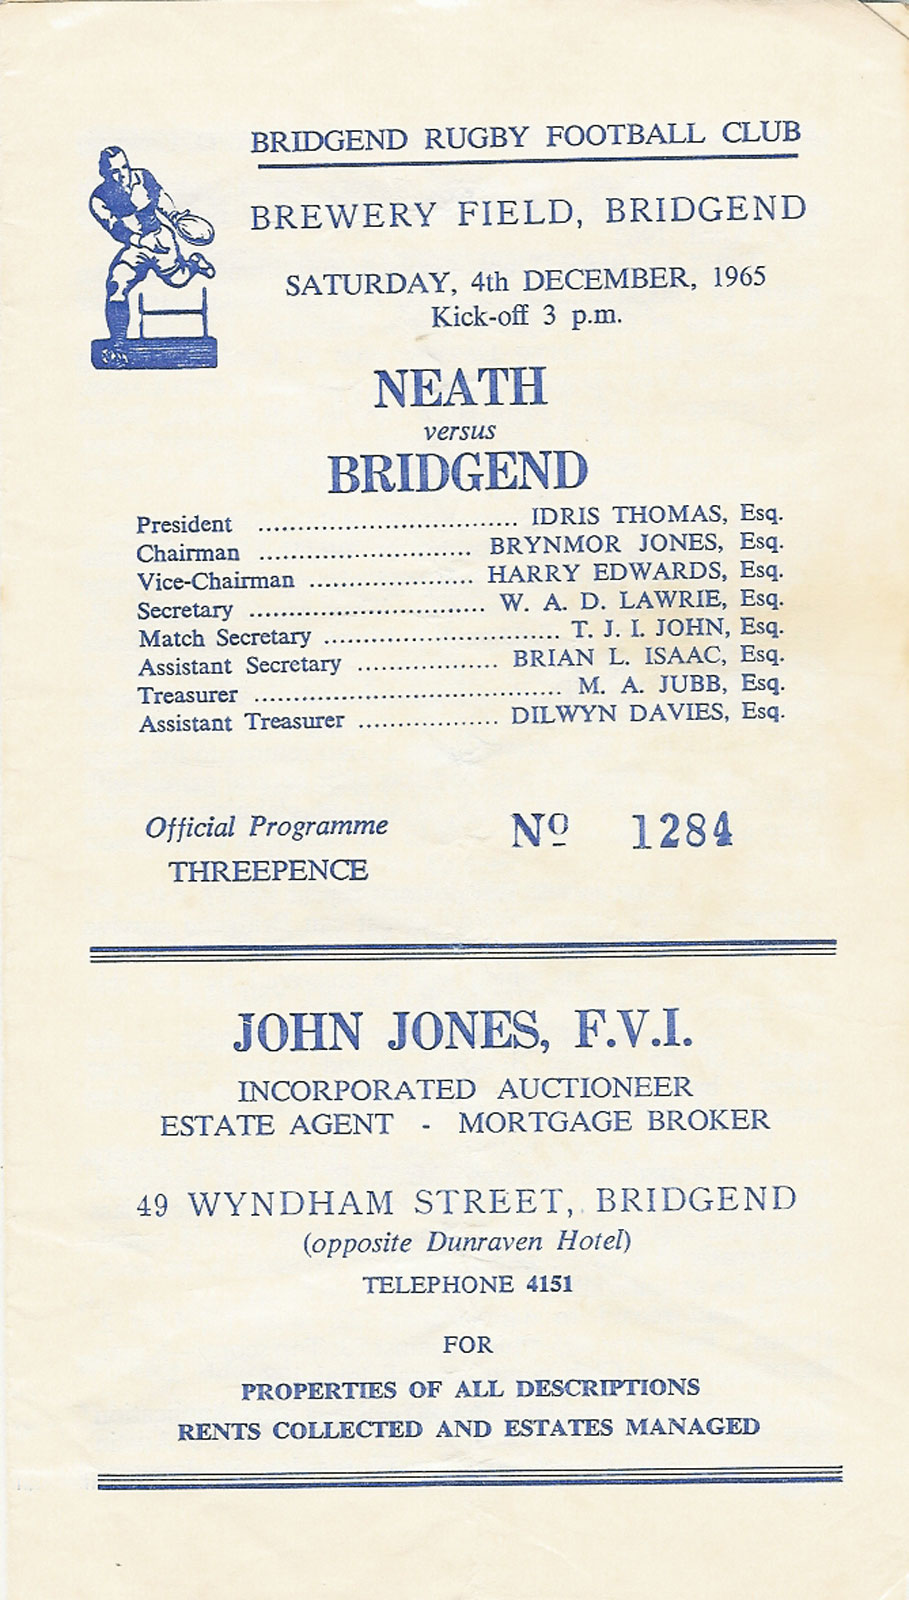 BRIDGEND RUGBY FOOTBALL CLUB
BREWERY FIELD, BRIDGEND
SATURDAY, 4th DECEMBER, 1965
Kick-off 3 p.m.
NEATH
versus
BRIDGEND
President ................................ IDRIS THOMAS, Esq.
Chairman .......................... BRYNMOR JONES, Esq.
Vice-Chairman .................... HARRY EDWARDS, Esq.
Secretary ............................. W. A. D. LAWRIE, Esq.
Match Secretary ............................. T. J. I. JOHN, Esq.
Assistant Secretary ................. BRIAN L. ISAAC, Esq.
Treasurer ...................................... M. A. JUBB, Esq.
Assistant Treasurer ................. DILWYN DAVIES, Esq.
Official Programme
THREEPENCE
Nº 1284
JOHN JONES, F.V.I.
INCORPORATED AUCTIONEER
ESTATE AGENT - MORTGAGE BROKER
49 WYNDHAM STREET, BRIDGEND
(opposite Dunraven Hotel)
TELEPHONE 4151
FOR
PROPERTIES OF ALL DESCRIPTIONS
RENTS COLLECTED AND ESTATES MANAGED